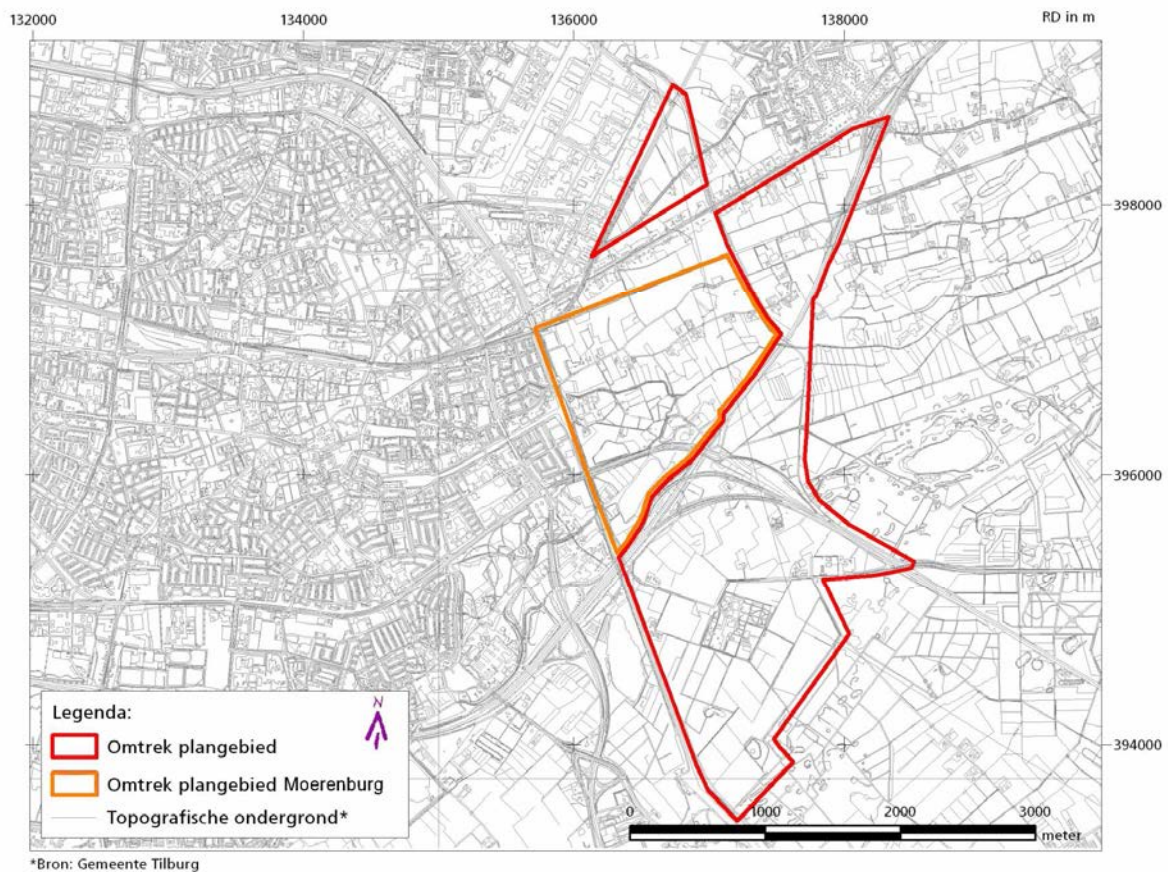 132000 134000 136000 138000 RD in m
398000
396000
394000
Legenda:
N
Omtrek plangebied
Omtrek plangebied Moerenburg
Topografische ondergrond*
0 1000 2000 3000
meter
*Bron: Gemeente Tilburg